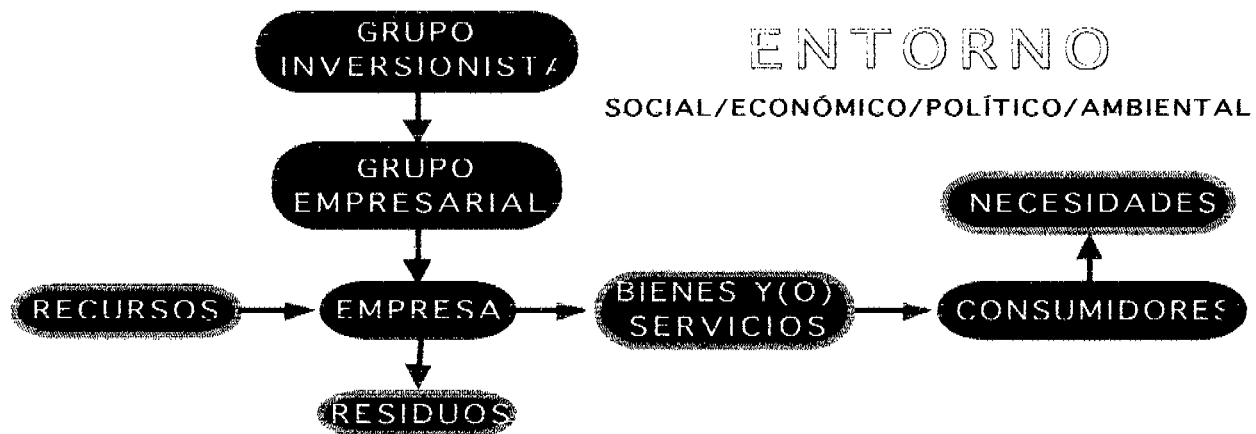 GRUPO
INVERSIONISTA
ENTORNO
SOCIAL/ECONÓMICO/POLÍTICO/AMBIENTAL
GRUPO
EMPRESARIAL
NECESIDADES
RECURSOS
EMPRESA
BIENES Y(O)
SERVICIOS
CONSUMIDORES
RESIDUOS